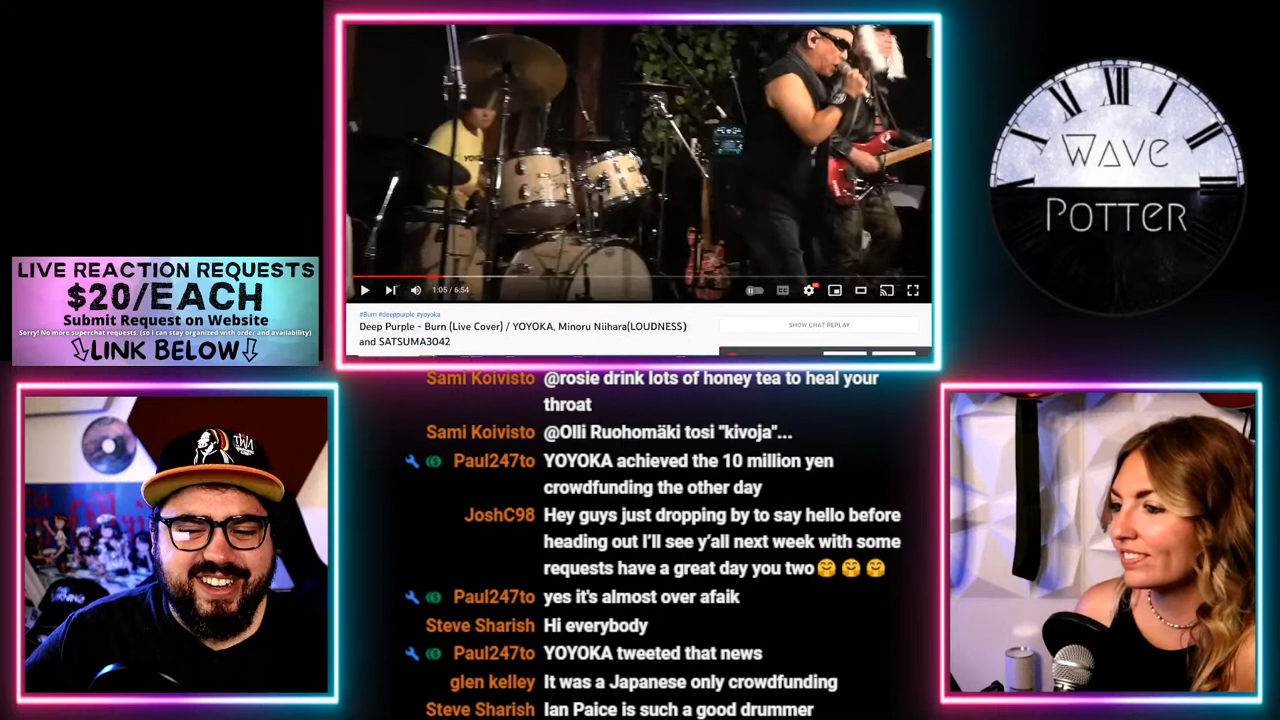 LIVE REACTION REQUESTS
$20/EACH
Submit Request on Website
Sorry! No more superchat requests. (so I can stay organized with order and availability)
LINK BELOW
1:05 / 6:54
#Burn #deeppurple #yoyoka
Deep Purple - Burn (Live Cover) / YOYOKA, Minoru Niihara(LOUDNESS)
and SATSUMA3042
SHOW CHAT REPLAY
WAVE
POTTER
Sami Koivisto @rosie drink lots of honey tea to heal your
throat
Sami Koivisto @Olli Ruohomäki tosi "kivoja"...
Paul247to YOYOKA achieved the 10 million yen
crowdfunding the other day
JoshC98 Hey guys just dropping by to say hello before
heading out I'll see y'all next week with some
requests have a great day you two🤗 🤗 🤗
Paul247to yes it's almost over afaik
Steve Sharish Hi everybody
Paul247to YOYOKA tweeted that news
glen kelley It was a Japanese only crowdfunding
Steve Sharish Ian Paice is such a good drummer